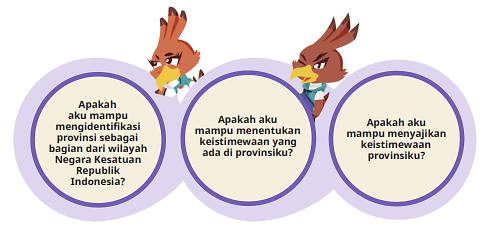 Apakah
aku mampu
mengidentifikasi
provinsi sebagai
bagian dari wilayah
Negara Kesatuan
Republik
Indonesia?
Apakah aku
mampu menentukan
keistimewaan yang
ada di provinsiku?
Apakah aku
mampu menyajikan
keistimewaan
provinsiku?